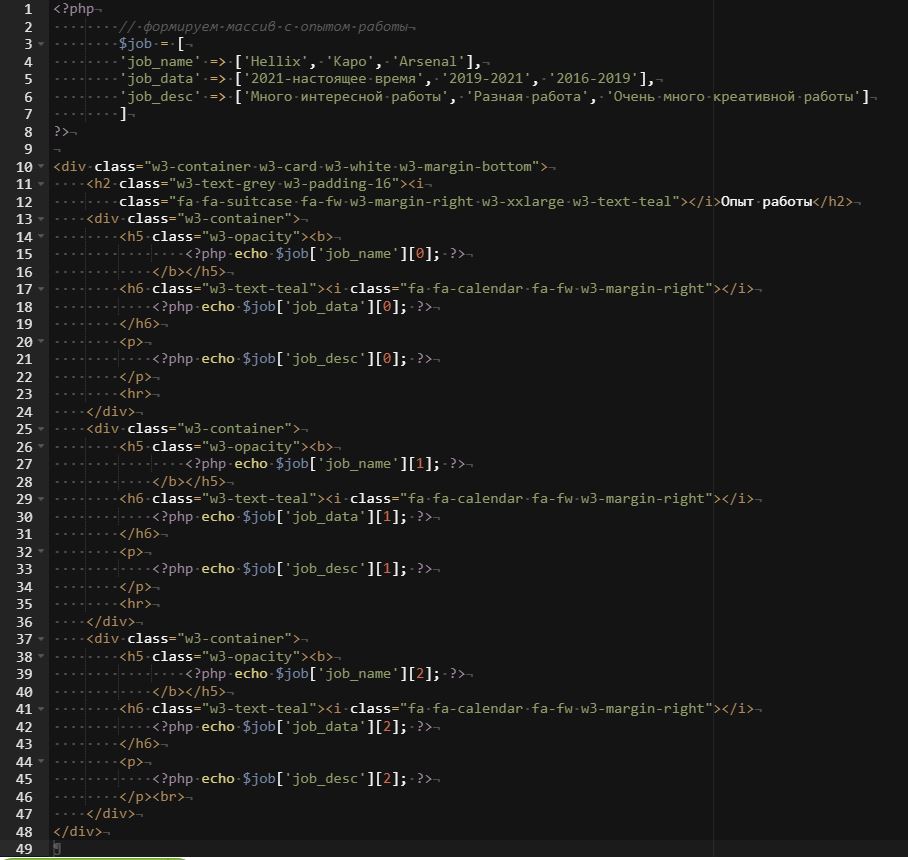 1 <?php
2 // формируем массив с опытом работы
3 $job = [
4 'job_name' => ['Hellix', 'Kapo', 'Arsenal'],
5 'job_data' => ['2021-настоящее время', '2019-2021', '2016-2019'],
6 'job_desc' => ['Много интересной работы', 'Разная работа', 'Очень много креативной работы']
7 ]
8 ?>
9
10 <div class="w3-container w3-card w3-white w3-margin-bottom">
11 <h2 class="w3-text-grey w3-padding-16"><i
12 class="fa fa-suitcase fa-fw w3-margin-right w3-xxlarge w3-text-teal"></i>Опыт работы</h2>
13 <div class="w3-container">
14 <h5 class="w3-opacity"><b>
15 <?php echo $job['job_name'][0]; ?>
16 </b></h5>
17 <h6 class="w3-text-teal"><i class="fa fa-calendar fa-fw w3-margin-right"></i>
18 <?php echo $job['job_data'][0]; ?>
19 </h6>
20 <p>
21 <?php echo $job['job_desc'][0]; ?>
22 </p>
23 <hr>
24 </div>
25 <div class="w3-container">
26 <h5 class="w3-opacity"><b>
27 <?php echo $job['job_name'][1]; ?>
28 </b></h5>
29 <h6 class="w3-text-teal"><i class="fa fa-calendar fa-fw w3-margin-right"></i>
30 <?php echo $job['job_data'][1]; ?>
31 </h6>
32 <p>
33 <?php echo $job['job_desc'][1]; ?>
34 </p>
35 <hr>
36 </div>
37 <div class="w3-container">
38 <h5 class="w3-opacity"><b>
39 <?php echo $job['job_name'][2]; ?>
40 </b></h5>
41 <h6 class="w3-text-teal"><i class="fa fa-calendar fa-fw w3-margin-right"></i>
42 <?php echo $job['job_data'][2]; ?>
43 </h6>
44 <p>
45 <?php echo $job['job_desc'][2]; ?>
46 </p><br>
47 </div>
48 </div>
49